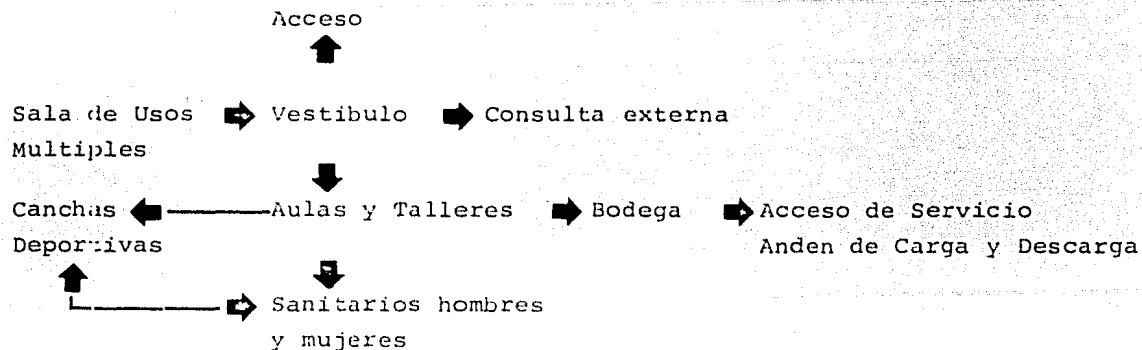 Acceso
Sala de Usos Vestibulo Consulta externa
Multiples
Canchas Aulas y Talleres Bodega Acceso de Servicio
Deportivas Anden de Carga y Descarga
Sanitarios hombres
y mujeres